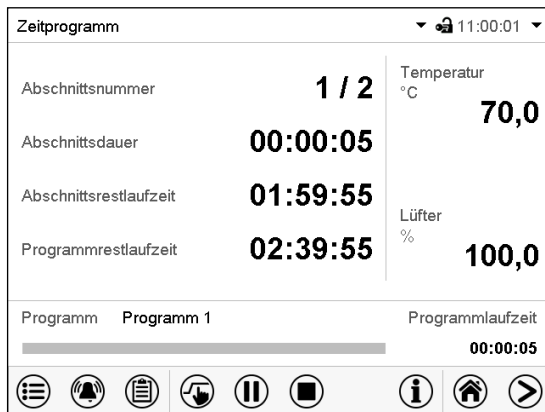 Zeitprogramm 11:00:01
Abschnittsnummer 1 / 2
Abschnittsdauer 00:00:05
Abschnittsrestlaufzeit 01:59:55
Programmrestlaufzeit 02:39:55
Temperatur
°C
70,0
Lüfter
%
100,0
Programm Programm 1 Programmlaufzeit
00:00:05